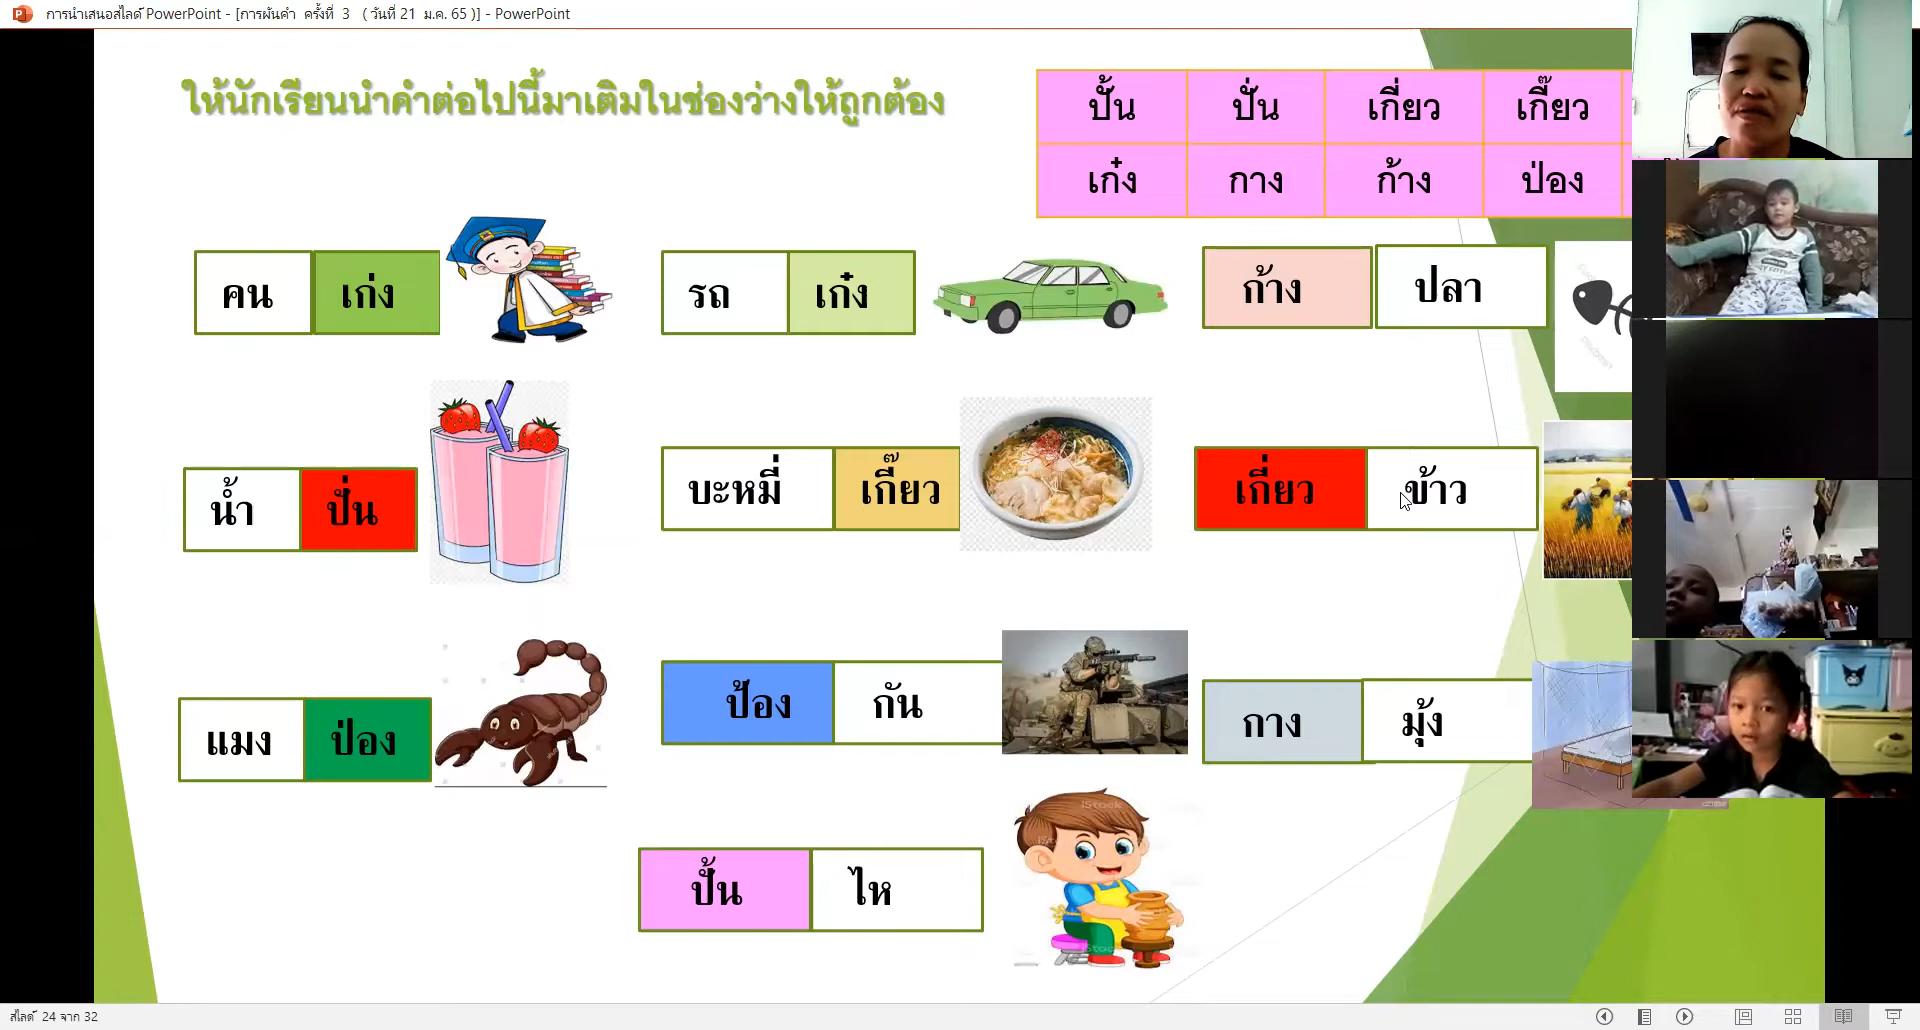 การนำเสนอสไลด์ PowerPoint - [การผันคำ ครั้งที่ 3 ( วันที่ 21 ม.ค. 65 )] - PowerPoint
ให้นักเรียนนำคำต่อไปนี้มาเติมในช่องว่างให้ถูกต้อง
ปั้น ปั่น เกี่ยว เกี๊ยว
เก๋ง กาง ก้าง ป่อง
คน เก่ง
รถ เก๋ง
ก้าง ปลา
น้ำ ปั่น
บะหมี่ เกี๊ยว
เกี่ยว ข้าว
แมง ป่อง
ป้อง กัน
กาง มุ้ง
ปั้น ไห
iStock
สไลด์ 24 จาก 32